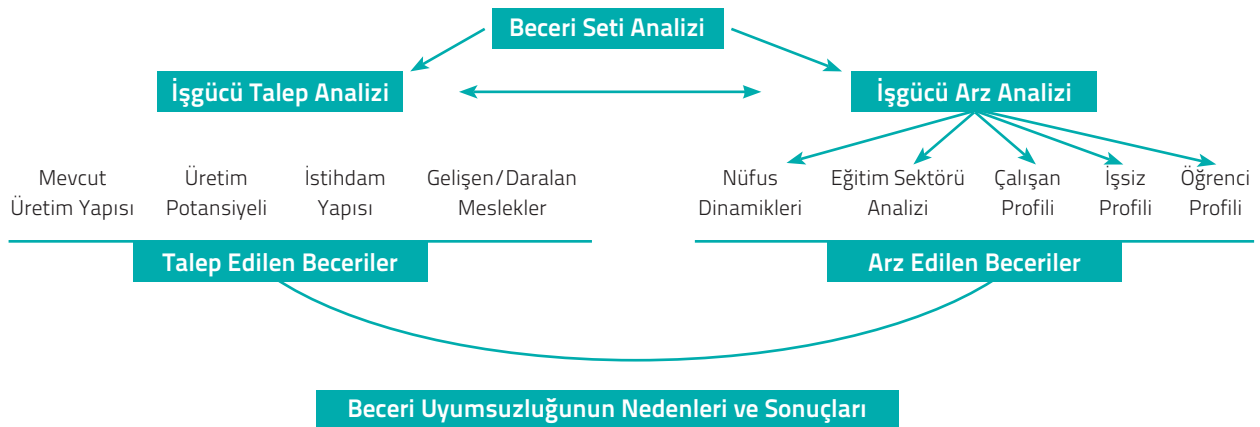 Beceri Seti Analizi
İşgücü Talep Analizi
İşgücü Arz Analizi
Mevcut
Üretim Yapısı
Üretim
Potansiyeli
İstihdam
Yapısı
Gelişen/Daralan
Meslekler
Nüfus
Dinamikleri
Eğitim Sektörü
Analizi
Çalışan
Profili
İşsiz
Profili
Öğrenci
Profili
Talep Edilen Beceriler
Arz Edilen Beceriler
Beceri Uyumsuzluğunun Nedenleri ve Sonuçları